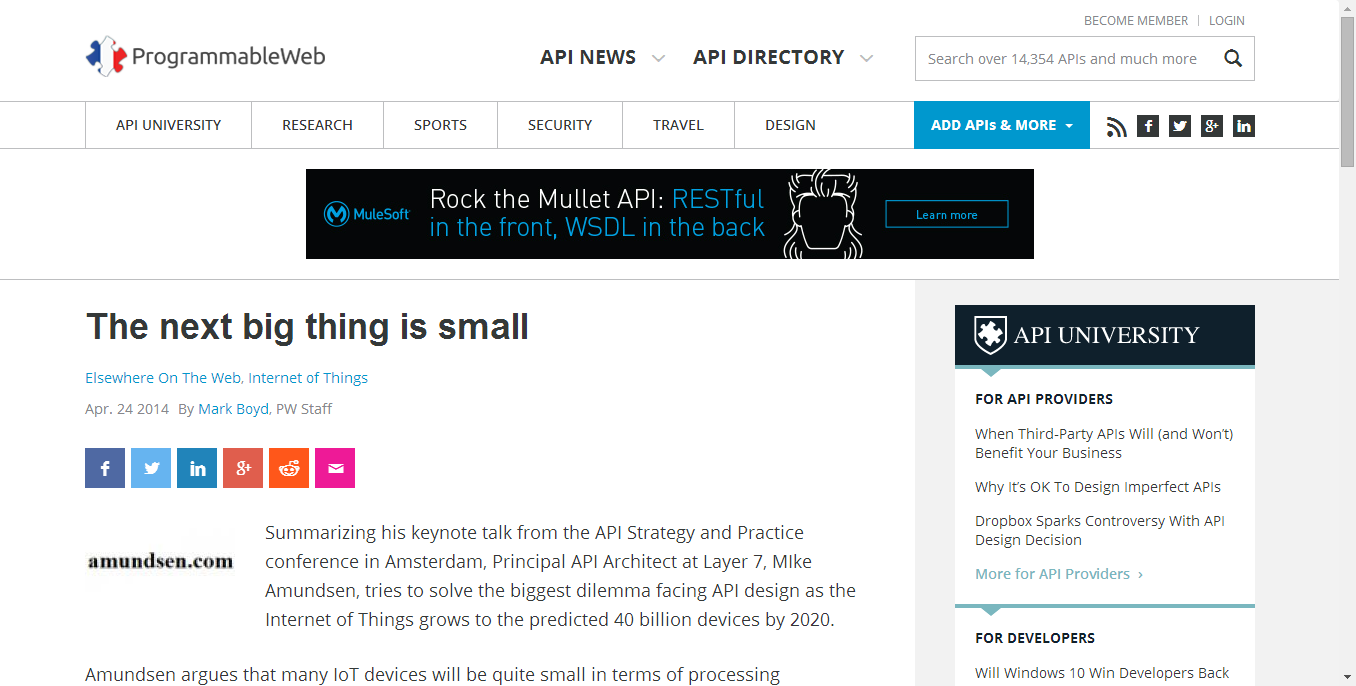 BECOME MEMBER | LOGIN
ProgrammableWeb
API NEWS API DIRECTORY
Search over 14,354 APIs and much more
API UNIVERSITY RESEARCH SPORTS SECURITY TRAVEL DESIGN
ADD APIs & MORE
f g+ in
MuleSoft
Rock the Mullet API: RESTful
in the front, WSDL in the back
Learn more
The next big thing is small
Elsewhere On The Web, Internet of Things
Apr. 24 2014 By Mark Boyd, PW Staff
f in g+
amundsen.com
Summarizing his keynote talk from the API Strategy and Practice
conference in Amsterdam, Principal API Architect at Layer 7, MIke
Amundsen, tries to solve the biggest dilemma facing API design as the
Internet of Things grows to the predicted 40 billion devices by 2020.
Amundsen argues that many IoT devices will be quite small in terms of processing
API UNIVERSITY
FOR API PROVIDERS
When Third-Party APIs Will (and Won't)
Benefit Your Business
Why It's OK To Design Imperfect APIs
Dropbox Sparks Controversy With API
Design Decision
More for API Providers ›
FOR DEVELOPERS
Will Windows 10 Win Developers Back